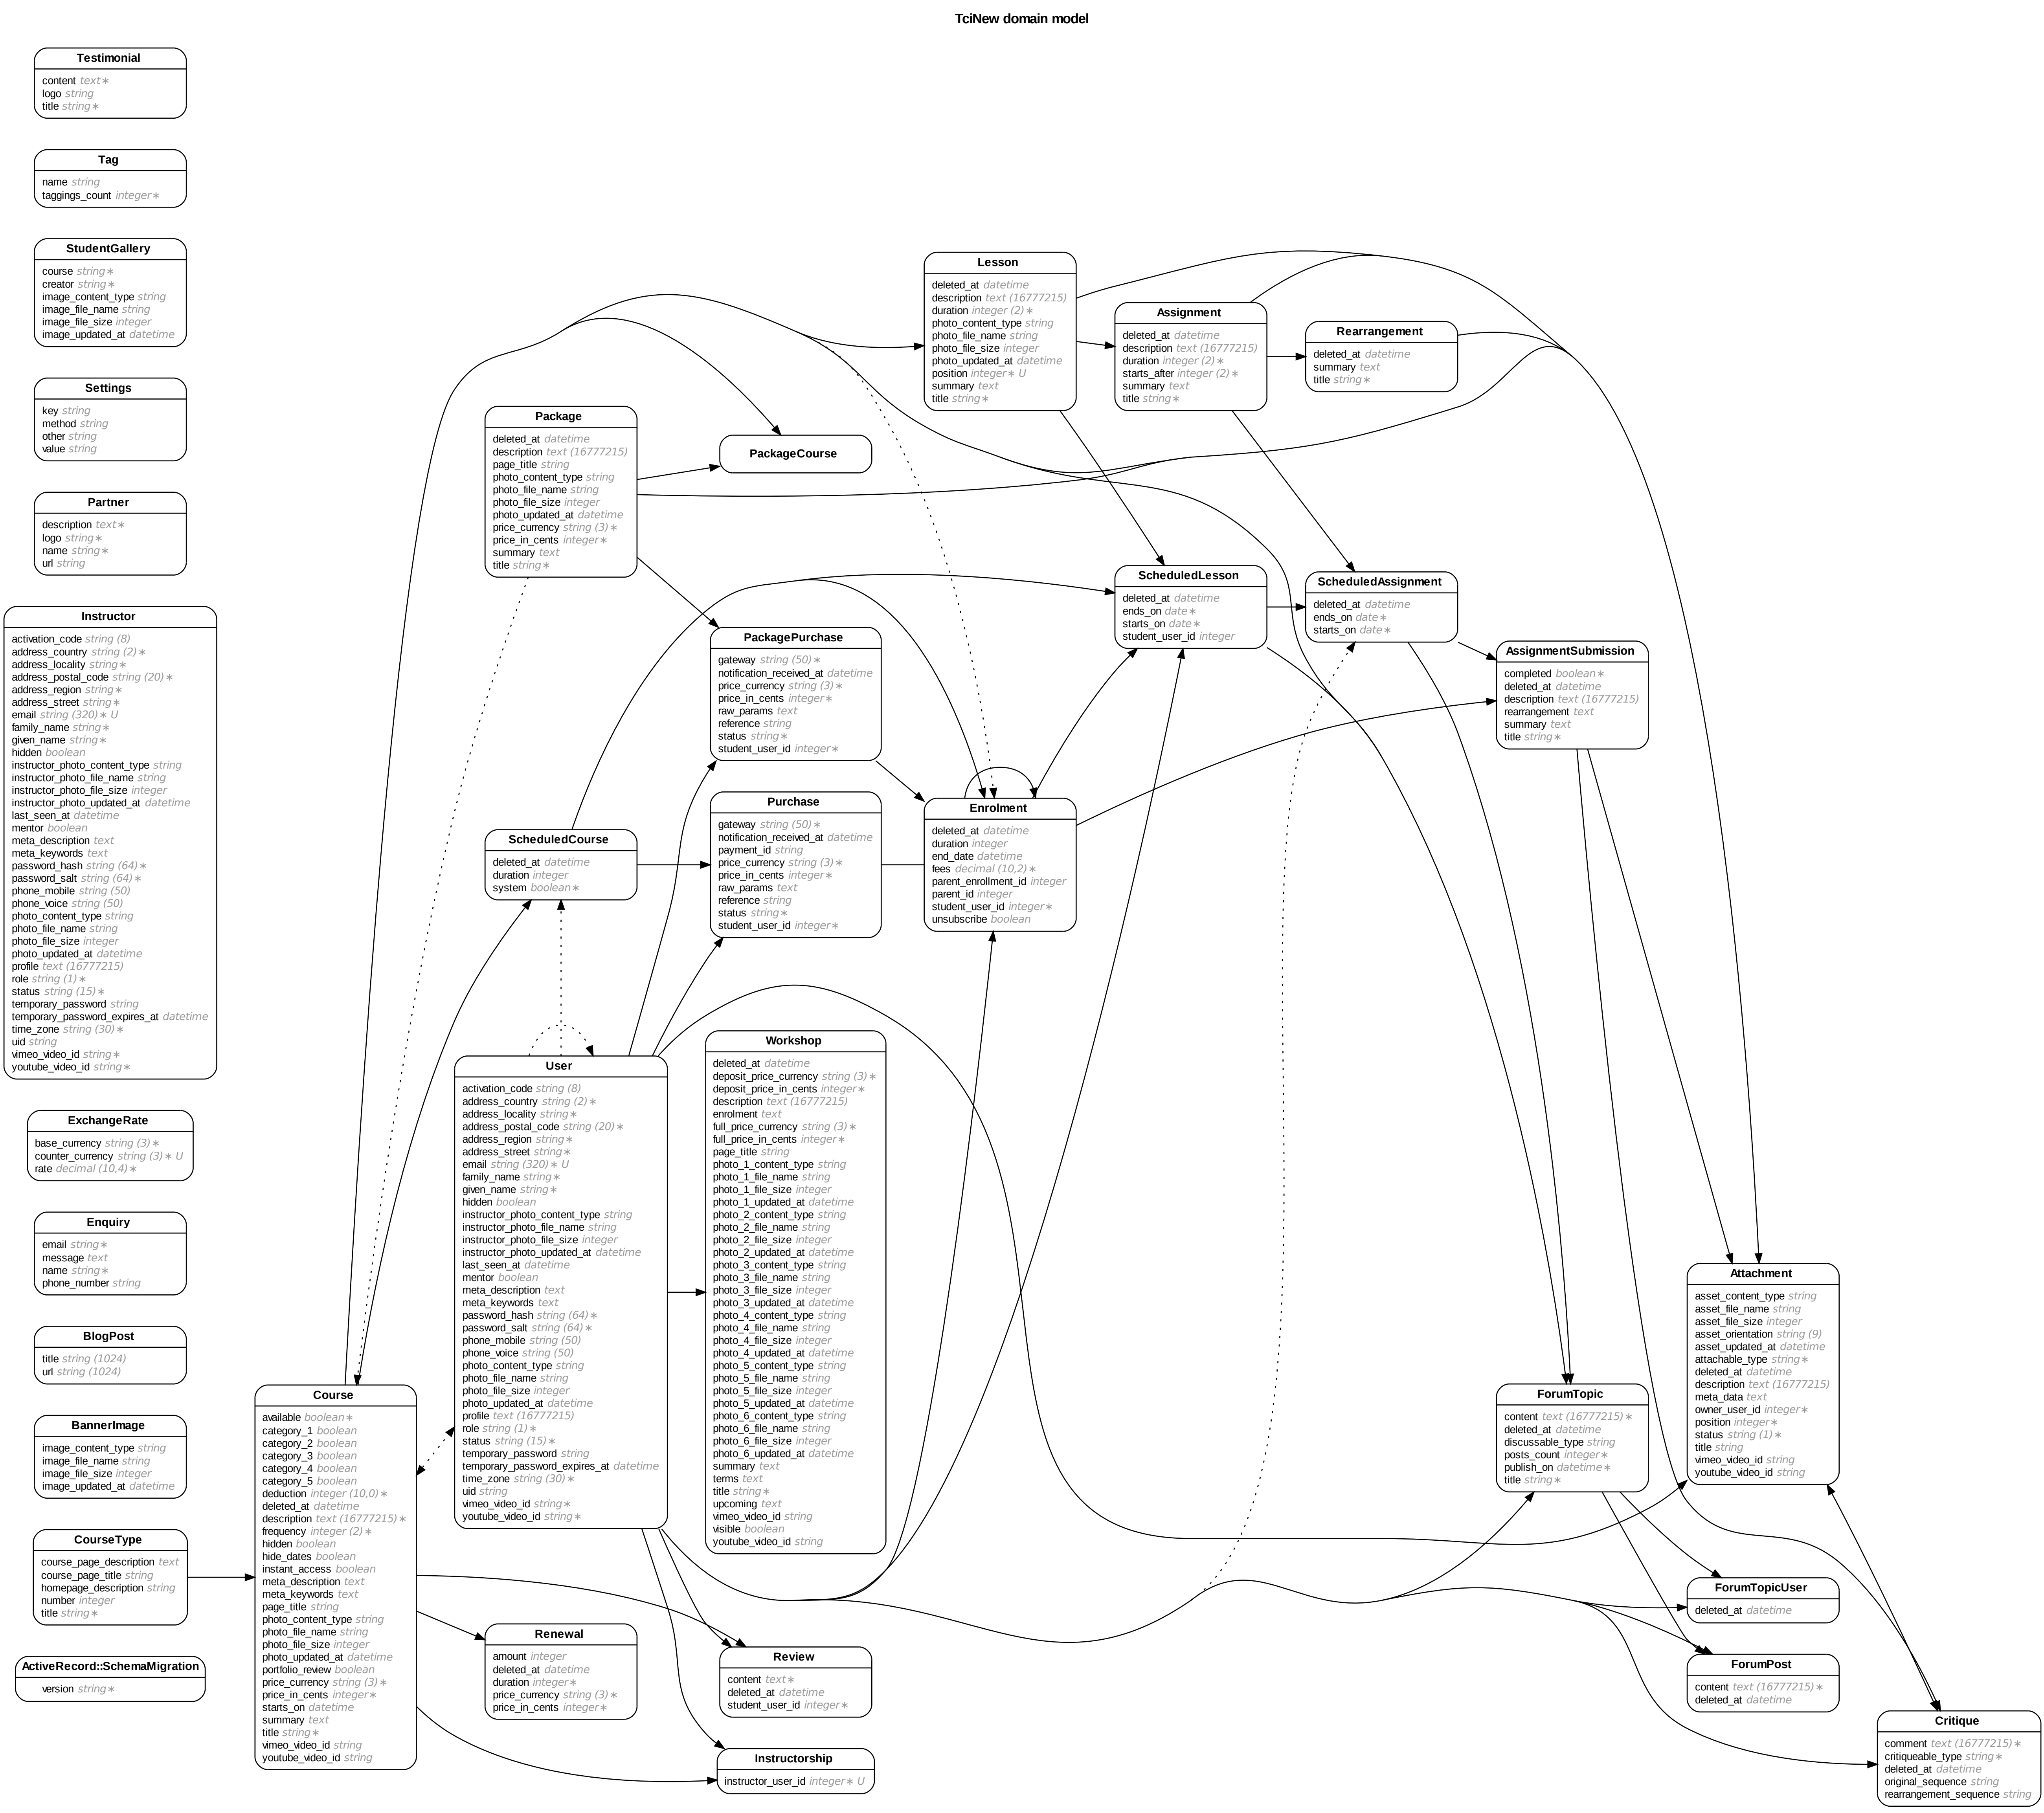 TciNew domain model
Testimonial
content text ∗
logo string
title string ∗
Tag
name string
taggings_count integer ∗
StudentGallery
course string ∗
creator string ∗
image_content_type string
image_file_name string
image_file_size integer
image_updated_at datetime
Settings
key string
method string
other string
value string
Partner
description text ∗
logo string ∗
name string ∗
url string
Instructor
activation_code string (8)
address_country string (2) ∗
address_locality string ∗
address_postal_code string (20) ∗
address_region string ∗
address_street string ∗
email string (320) ∗ U
family_name string ∗
given_name string ∗
hidden boolean
instructor_photo_content_type string
instructor_photo_file_name string
instructor_photo_file_size integer
instructor_photo_updated_at datetime
last_seen_at datetime
mentor boolean
meta_description text
meta_keywords text
password_hash string (64) ∗
password_salt string (64) ∗
phone_mobile string (50)
phone_voice string (50)
photo_content_type string
photo_file_name string
photo_file_size integer
photo_updated_at datetime
profile text (16777215)
role string (1) ∗
status string (15) ∗
temporary_password string
temporary_password_expires_at datetime
time_zone string (30) ∗
uid string
vimeo_video_id string ∗
youtube_video_id string ∗
ExchangeRate
base_currency string (3) ∗
counter_currency string (3) ∗ U
rate decimal (10,4) ∗
Enquiry
email string ∗
message text
name string ∗
phone_number string
BlogPost
title string (1024)
url string (1024)
BannerImage
image_content_type string
image_file_name string
image_file_size integer
image_updated_at datetime
CourseType
course_page_description text
course_page_title string
homepage_description string
number integer
title string ∗
ActiveRecord::SchemaMigration
version string ∗
Course
available boolean ∗
category_1 boolean
category_2 boolean
category_3 boolean
category_4 boolean
category_5 boolean
deduction integer (10,0) ∗
deleted_at datetime
description text (16777215) ∗
frequency integer (2) ∗
hidden boolean
hide_dates boolean
instant_access boolean
meta_description text
meta_keywords text
page_title string
photo_content_type string
photo_file_name string
photo_file_size integer
photo_updated_at datetime
portfolio_review boolean
price_currency string (3) ∗
price_in_cents integer ∗
starts_on datetime
summary text
title string ∗
vimeo_video_id string
youtube_video_id string
Package
deleted_at datetime
description text (16777215)
page_title string
photo_content_type string
photo_file_name string
photo_file_size integer
photo_updated_at datetime
price_currency string (3) ∗
price_in_cents integer ∗
summary text
title string ∗
ScheduledCourse
deleted_at datetime
duration integer
system boolean ∗
User
activation_code string (8)
address_country string (2) ∗
address_locality string ∗
address_postal_code string (20) ∗
address_region string ∗
address_street string ∗
email string (320) ∗ U
family_name string ∗
given_name string ∗
hidden boolean
instructor_photo_content_type string
instructor_photo_file_name string
instructor_photo_file_size integer
instructor_photo_updated_at datetime
last_seen_at datetime
mentor boolean
meta_description text
meta_keywords text
password_hash string (64) ∗
password_salt string (64) ∗
phone_mobile string (50)
phone_voice string (50)
photo_content_type string
photo_file_name string
photo_file_size integer
photo_updated_at datetime
profile text (16777215)
role string (1) ∗
status string (15) ∗
temporary_password string
temporary_password_expires_at datetime
time_zone string (30) ∗
uid string
vimeo_video_id string ∗
youtube_video_id string ∗
Renewal
amount integer
deleted_at datetime
duration integer ∗
price_currency string (3) ∗
price_in_cents integer ∗
PackageCourse
PackagePurchase
gateway string (50) ∗
notification_received_at datetime
price_currency string (3) ∗
price_in_cents integer ∗
raw_params text
reference string
status string ∗
student_user_id integer ∗
Purchase
gateway string (50) ∗
notification_received_at datetime
payment_id string
price_currency string (3) ∗
price_in_cents integer ∗
raw_params text
reference string
status string ∗
student_user_id integer ∗
Workshop
deleted_at datetime
deposit_price_currency string (3) ∗
deposit_price_in_cents integer ∗
description text (16777215)
enrolment text
full_price_currency string (3) ∗
full_price_in_cents integer ∗
page_title string
photo_1_content_type string
photo_1_file_name string
photo_1_file_size integer
photo_1_updated_at datetime
photo_2_content_type string
photo_2_file_name string
photo_2_file_size integer
photo_2_updated_at datetime
photo_3_content_type string
photo_3_file_name string
photo_3_file_size integer
photo_3_updated_at datetime
photo_4_content_type string
photo_4_file_name string
photo_4_file_size integer
photo_4_updated_at datetime
photo_5_content_type string
photo_5_file_name string
photo_5_file_size integer
photo_5_updated_at datetime
photo_6_content_type string
photo_6_file_name string
photo_6_file_size integer
photo_6_updated_at datetime
summary text
terms text
title string ∗
upcoming text
vimeo_video_id string
visible boolean
youtube_video_id string
Review
content text ∗
deleted_at datetime
student_user_id integer ∗
Instructorship
instructor_user_id integer ∗ U
Lesson
deleted_at datetime
description text (16777215)
duration integer (2) ∗
photo_content_type string
photo_file_name string
photo_file_size integer
photo_updated_at datetime
position integer ∗ U
summary text
title string ∗
Enrolment
deleted_at datetime
duration integer
end_date datetime
fees decimal (10,2) ∗
parent_enrollment_id integer
parent_id integer
student_user_id integer ∗
unsubscribe boolean
Assignment
deleted_at datetime
description text (16777215)
duration integer (2) ∗
starts_after integer (2) ∗
summary text
title string ∗
ScheduledLesson
deleted_at datetime
ends_on date ∗
starts_on date ∗
student_user_id integer
Rearrangement
deleted_at datetime
summary text
title string ∗
ScheduledAssignment
deleted_at datetime
ends_on date ∗
starts_on date ∗
AssignmentSubmission
completed boolean ∗
deleted_at datetime
description text (16777215)
rearrangement text
summary text
title string ∗
ForumTopic
content text (16777215) ∗
deleted_at datetime
discussable_type string
posts_count integer ∗
publish_on datetime ∗
title string ∗
Attachment
asset_content_type string
asset_file_name string
asset_file_size integer
asset_orientation string (9)
asset_updated_at datetime
attachable_type string ∗
deleted_at datetime
description text (16777215)
meta_data text
owner_user_id integer ∗
position integer ∗
status string (1) ∗
title string
vimeo_video_id string
youtube_video_id string
ForumTopicUser
deleted_at datetime
ForumPost
content text (16777215) ∗
deleted_at datetime
Critique
comment text (16777215) ∗
critiqueable_type string ∗
deleted_at datetime
original_sequence string
rearrangement_sequence string